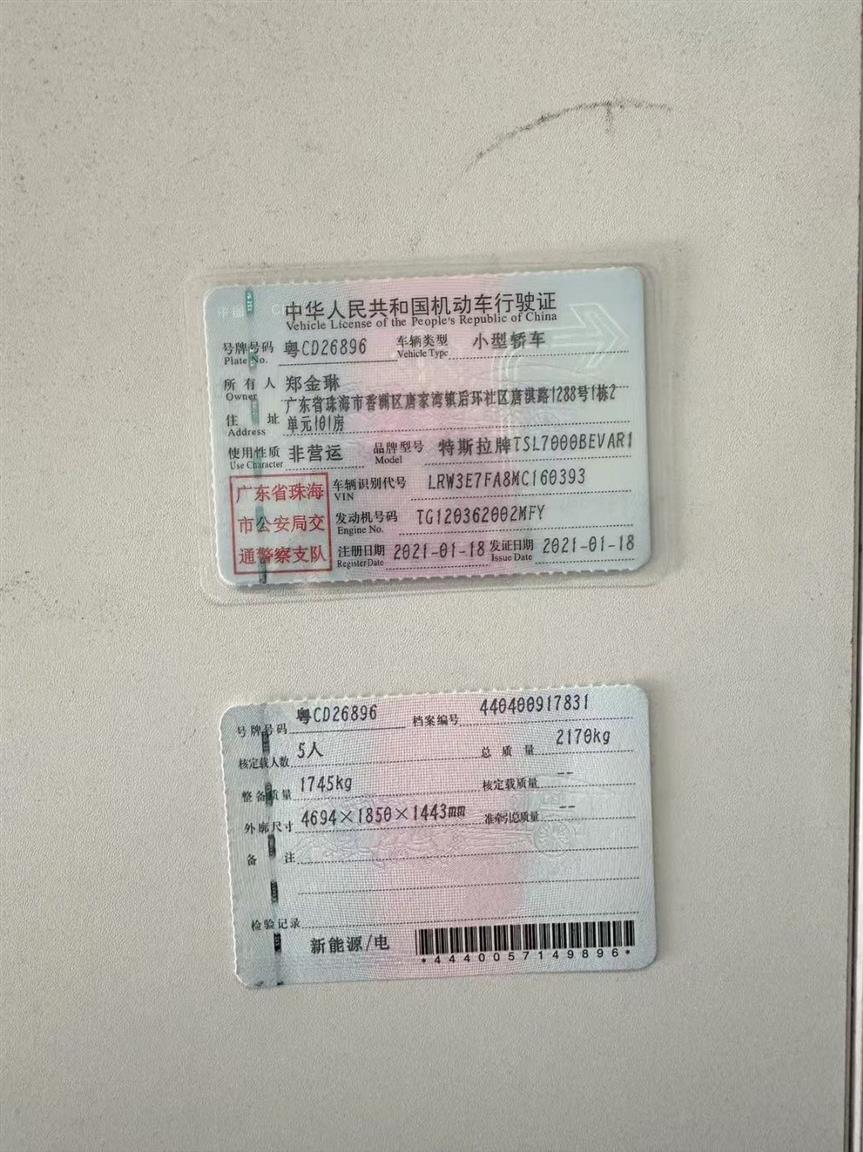 中华人民共和国机动车行驶证
Vehicle License of the People's Republic of China
号牌号码 粤CD26896 车辆类型 小型轿车
Plate No. Vehicle Type
所有人 郑金琳
Owner
住址 广东省珠海市香洲区唐家湾镇后环社区唐淇路1288号1栋2
Address 单元101房
使用性质 非营运 品牌型号 特斯拉牌TSL7000BEVAR1
Use Character Model
广东省珠海
市公安局交
通警察支队
车辆识别代号 LRW3E7FA8MC160393
VIN
发动机号码 TG120362002MFY
Engine No.
注册日期 2021-01-18 发证日期 2021-01-18
Register Date Issue Date
号牌号码 粤CD26896 档案编号 440400917831
核定载人数 5人 总质量 2170kg
整备质量 1745kg 核定载质量 --
外廓尺寸 4694×1850×1443mm 准牵引总质量 --
备注
检验记录
新能源/电
*4440057149896*